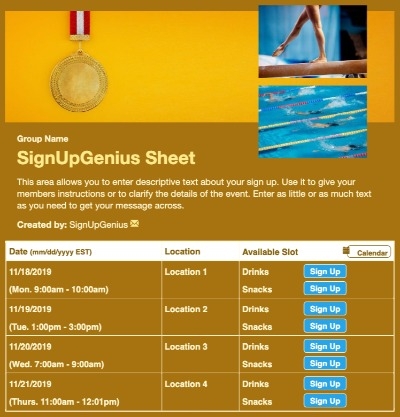 Group Name
SignUpGenius Sheet
This area allows you to enter descriptive text about your sign up. Use it to give your
members instructions or to clarify the details of the event. Enter as little or as much text
as you need to get your message across.
Created by: SignUpGenius
Date (mm/dd/yyyy EST) Location Available Slot Calendar
11/18/2019 Location 1 Drinks Sign Up
(Mon. 9:00am - 10:00am) Snacks Sign Up
11/19/2019 Location 2 Drinks Sign Up
(Tue. 1:00pm - 3:00pm) Snacks Sign Up
11/20/2019 Location 3 Drinks Sign Up
(Wed. 7:00am - 9:00am) Snacks Sign Up
11/21/2019 Location 4 Drinks Sign Up
(Thurs. 11:00am - 12:01pm) Snacks Sign Up